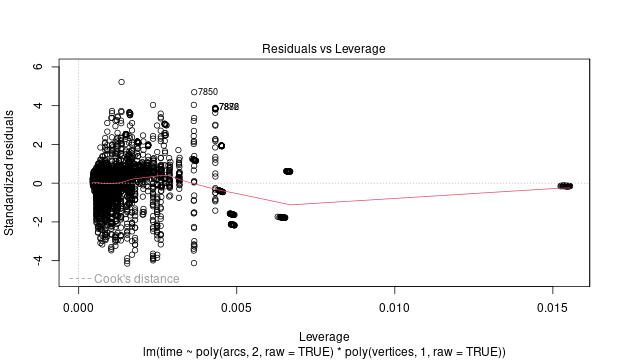 Residuals vs Leverage
6
4
2
0
-2
-4
Standardized residuals
7850
Cook's distance
0.000
0.005
0.010
0.015
Leverage
lm(time ~ poly(arcs, 2, raw = TRUE) * poly(vertices, 1, raw = TRUE))